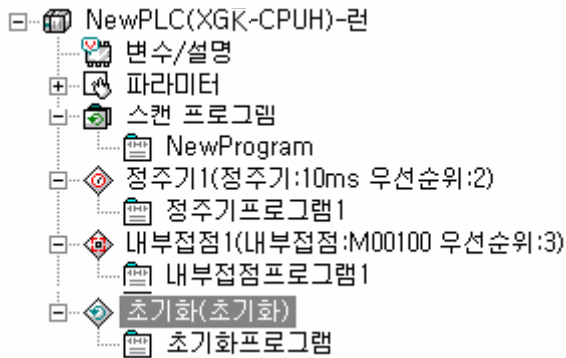 NewPLC(XGK-CPUH)-런
변수/설명
파라미터
스캔 프로그램
NewProgram
정주기1(정주기:10ms 우선순위:2)
정주기프로그램1
내부접점1(내부접점:M00100 우선순위:3)
내부접점프로그램1
초기화(초기화)
초기화프로그램